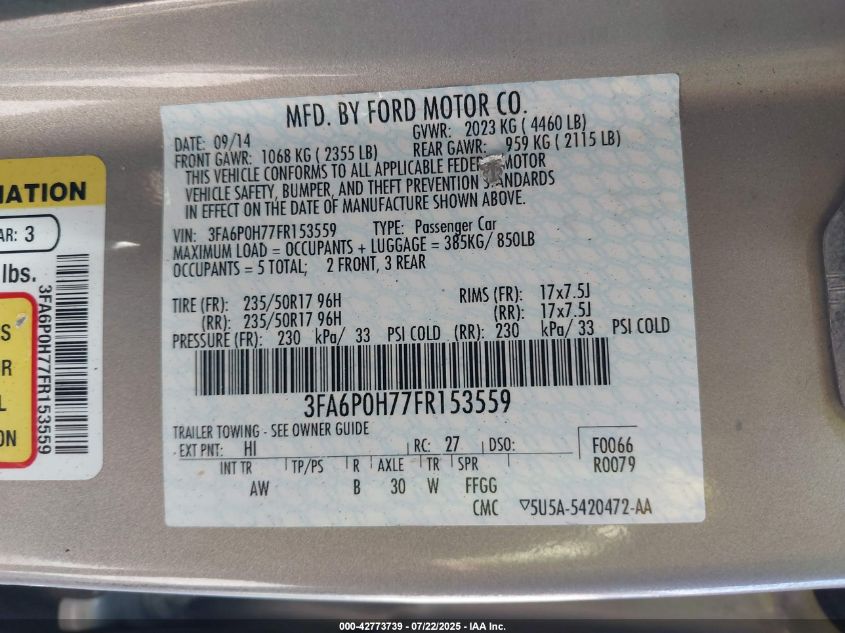 MFD. BY FORD MOTOR CO.
DATE: 09/14 GVWR: 2023 KG ( 4460 LB)
FRONT GAWR: 1068 KG ( 2355 LB) REAR GAWR: 959 KG ( 2115 LB)
THIS VEHICLE CONFORMS TO ALL APPLICABLE MOTOR
VEHICLE SAFETY, BUMPER, AND THEFT PREVENTION
IN EFFECT ON THE DATE OF MANUFACTURE SHOWN ABOVE.
VIN: 3FA6P0H77FR153559 TYPE: Passenger Car
MAXIMUM LOAD = OCCUPANTS + LUGGAGE = 385KG/ 850LB
OCCUPANTS = 5 TOTAL; 2 FRONT, 3 REAR
TIRE (FR): 235/50R17 96H RIMS (FR): 17x7.5J
(RR): 235/50R17 96H (RR): 17x7.5J
PRESSURE (FR): 230 kPa/ 33 PSI COLD (RR): 230 kPa/ 33 PSI COLD
3FA6P0H77FR153559
TRAILER TOWING - SEE OWNER GUIDE
EXT PNT: HI RC: 27 DSO: F0066
R0079
INT TR TP/PS R AXLE TR SPR
AW B 30 W FFGG
CMC ▽5U5A-5420472-AA
AR: 3
lbs.
3FA6P0H77FR153559
000-42773739 - 07/22/2025 - IAA Inc.